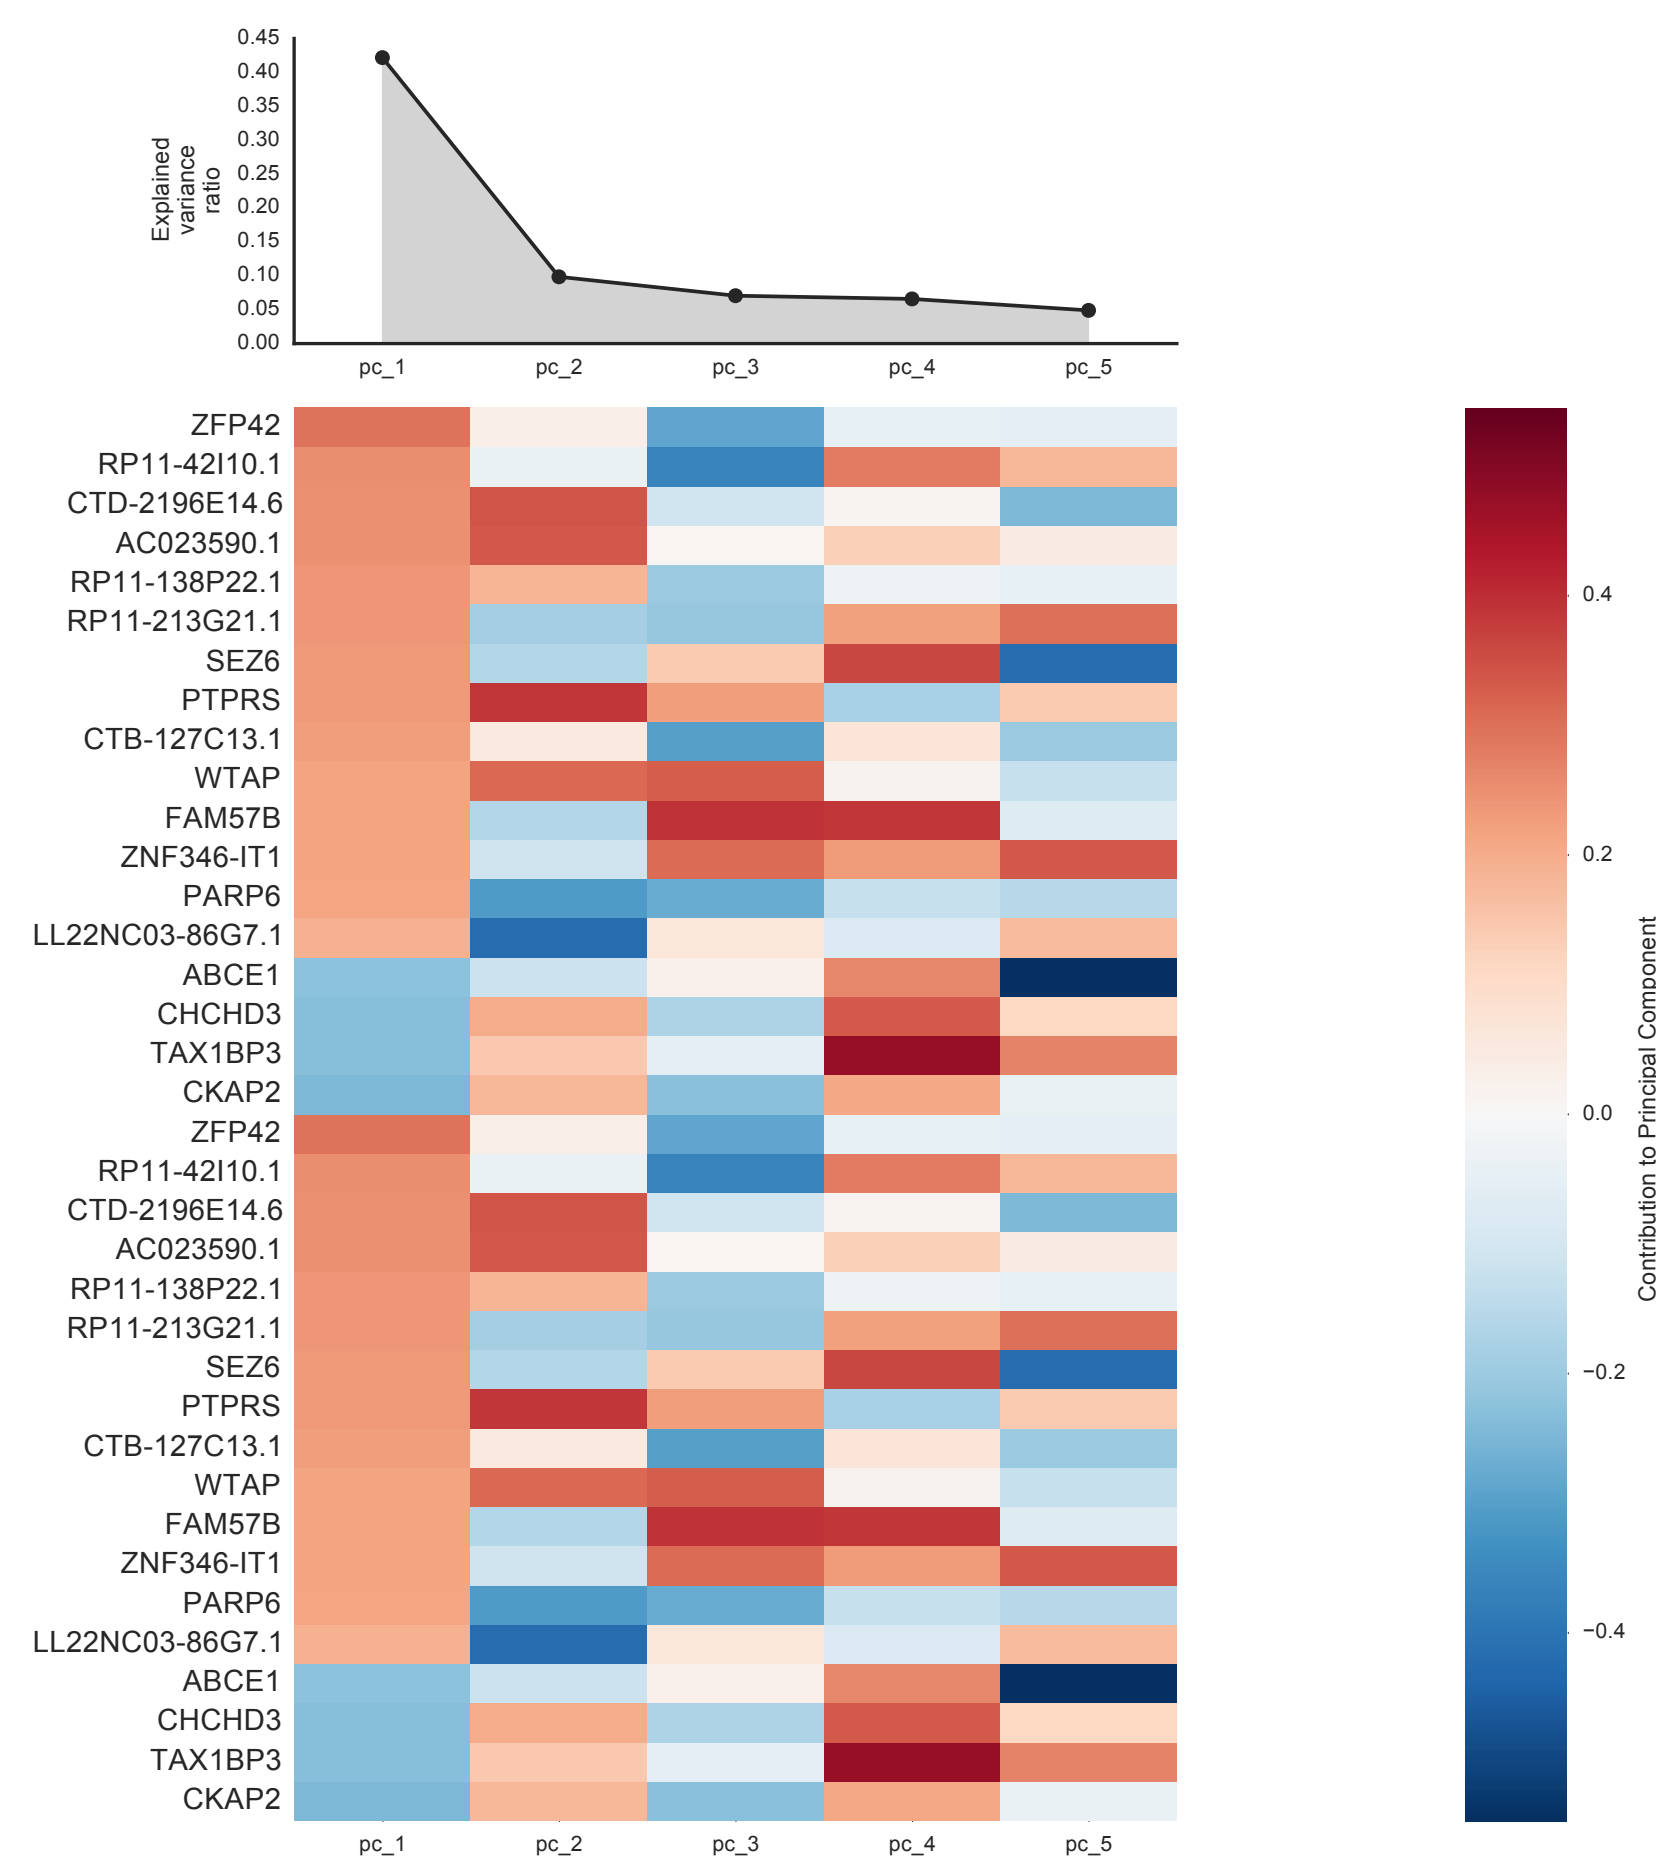 0.45
0.40
0.35
0.30
0.25
0.20
0.15
0.10
0.05
0.00
Explained
variance
ratio
pc_1 pc_2 pc_3 pc_4 pc_5
ZFP42
RP11-42I10.1
CTD-2196E14.6
AC023590.1
RP11-138P22.1
RP11-213G21.1
SEZ6
PTPRS
CTB-127C13.1
WTAP
FAM57B
ZNF346-IT1
PARP6
LL22NC03-86G7.1
ABCE1
CHCHD3
TAX1BP3
CKAP2
ZFP42
RP11-42I10.1
CTD-2196E14.6
AC023590.1
RP11-138P22.1
RP11-213G21.1
SEZ6
PTPRS
CTB-127C13.1
WTAP
FAM57B
ZNF346-IT1
PARP6
LL22NC03-86G7.1
ABCE1
CHCHD3
TAX1BP3
CKAP2
pc_1 pc_2 pc_3 pc_4 pc_5
0.4
0.2
0.0
−0.2
−0.4
Contribution to Principal Component